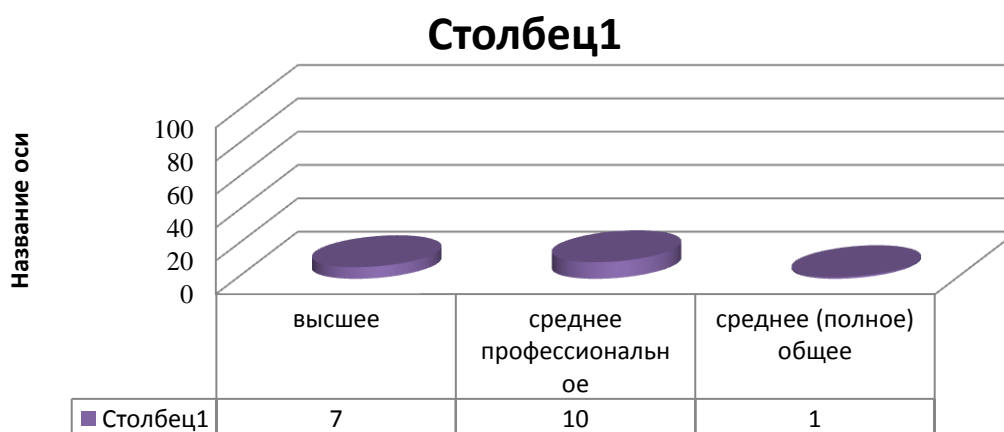 Столбец1
Название оси
100
80
60
40
20
0
высшее
среднее
профессиональн
ое
среднее (полное)
общее
Столбец1 7 10 1